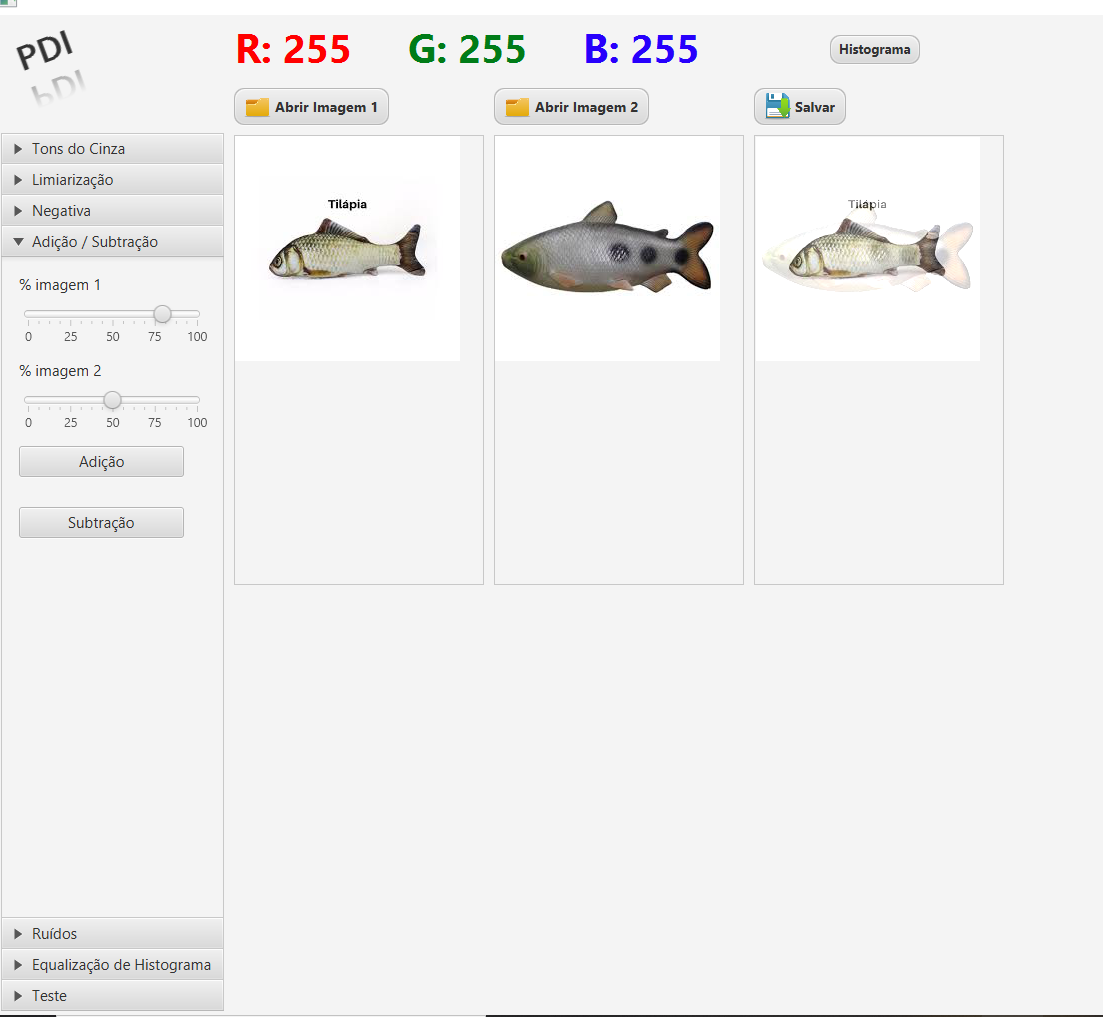 PDI
PDI
R: 255 G: 255 B: 255
Histograma
Abrir Imagem 1
Abrir Imagem 2
Salvar
Tons do Cinza
Limiarização
Negativa
Adição / Subtração
% imagem 1
0 25 50 75 100
% imagem 2
0 25 50 75 100
Adição
Subtração
Ruídos
Equalização de Histograma
Teste
Tilápia
Tilápia